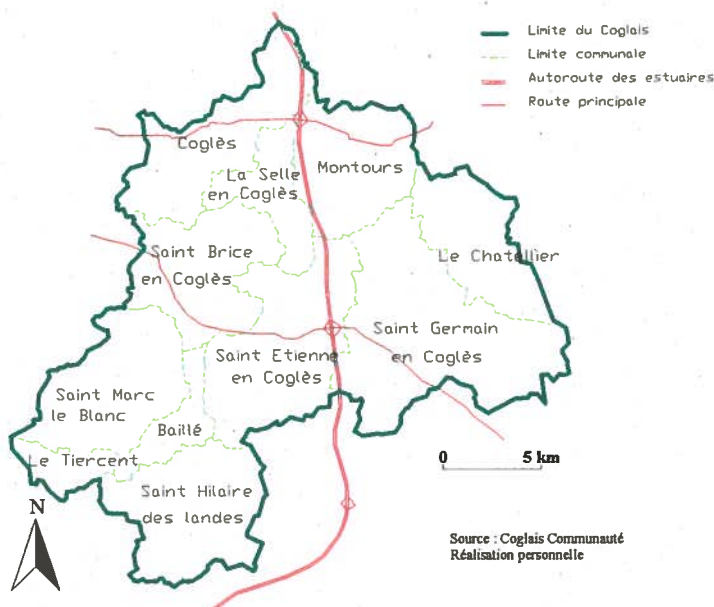 Limite du Coglais
Limite communale
Autoroute des estuaires
Route principale
Coglès
La Selle
en Coglès
Montours
Saint Brice
en Coglès
Le Chatellier
Saint Germain
en Coglès
Saint Etienne
en Coglès
Saint Marc
le Blanc
Baillé
Le Tiercent
Saint Hilaire
des landes
0 5 km
N
Source : Coglais Communauté
Réalisation personnelle